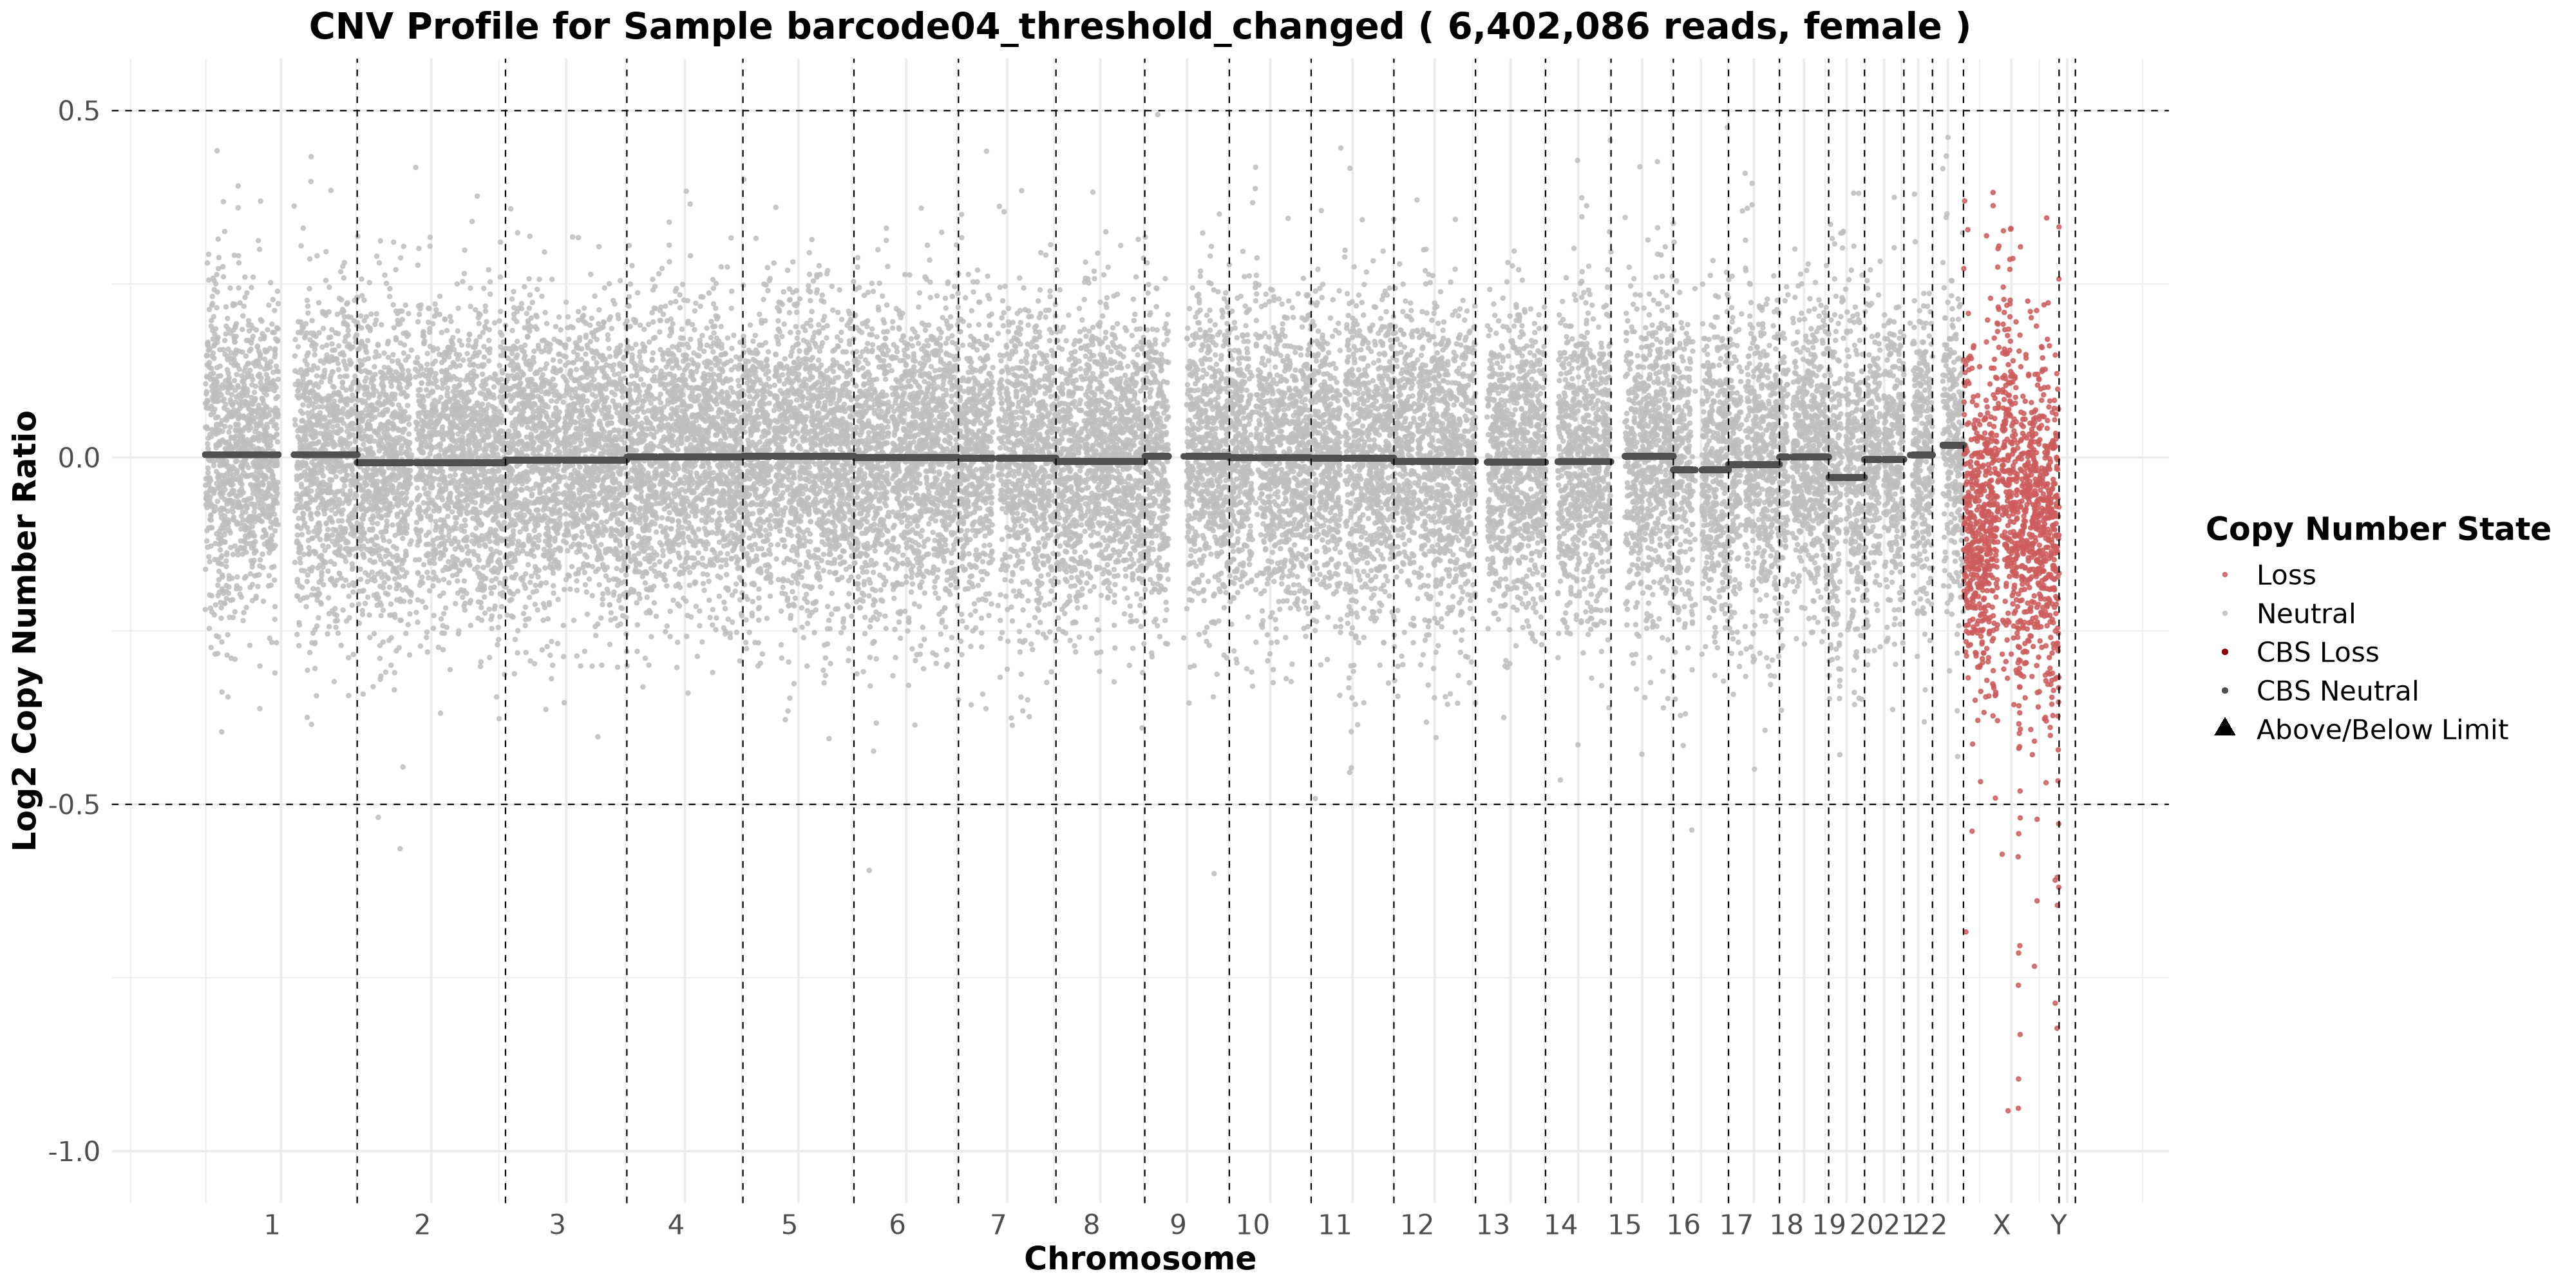 CNV Profile for Sample barcode04_threshold_changed ( 6,402,086 reads, female )
Log2 Copy Number Ratio
0.5
0.0
-0.5
-1.0
1 2 3 4 5 6 7 8 9 10 11 12 13 14 15 16 17 18 19 20 21 22 X Y
Chromosome
Copy Number State
Loss
Neutral
CBS Loss
CBS Neutral
Above/Below Limit